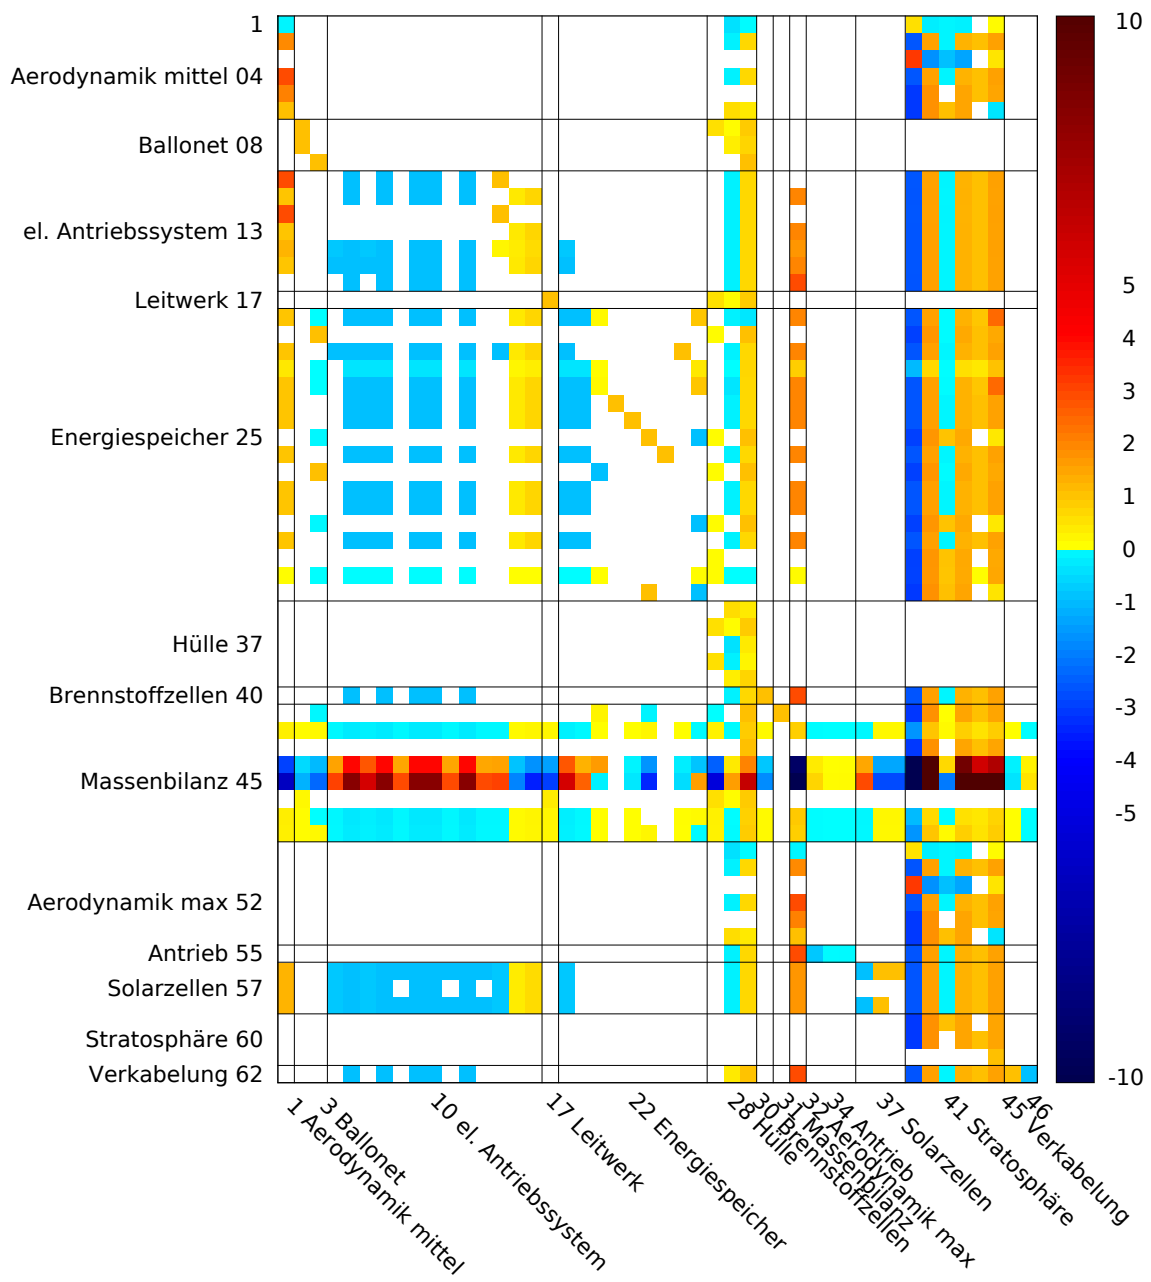 1
Aerodynamik mittel 04
Ballonet 08
el. Antriebssystem 13
Leitwerk 17
Energiespeicher 25
Hülle 37
Brennstoffzellen 40
Massenbilanz 45
Aerodynamik max 52
Antrieb 55
Solarzellen 57
Stratosphäre 60
Verkabelung 62
10
5
4
3
2
1
0
-1
-2
-3
-4
-5
-10
1 Aerodynamik mittel
3 Ballonet
10 el. Antriebssystem
17 Leitwerk
22 Energiespeicher
28 Hülle
30 Brennstoffzellen
31 Massenbilanz
32 Aerodynamik max
34 Antrieb
37 Solarzellen
41 Stratosphäre
45 Verkabelung
46